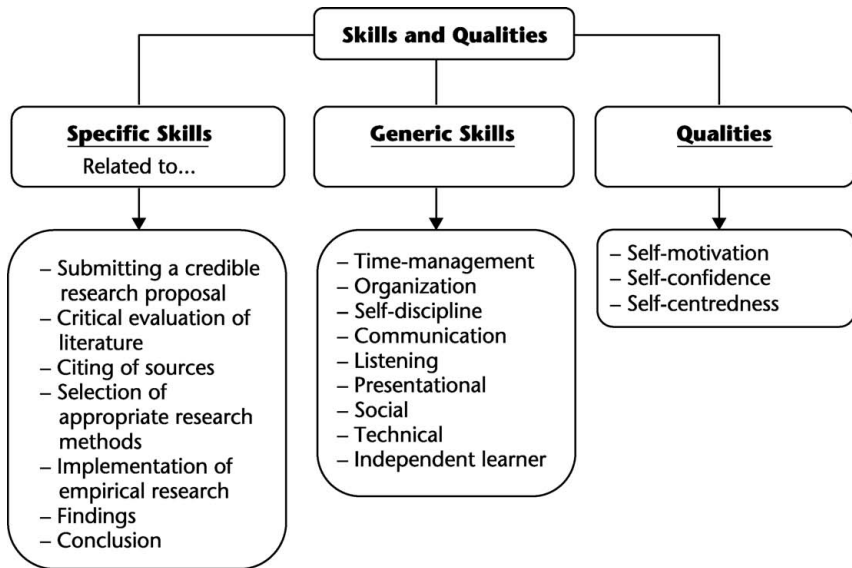 Skills and Qualities
Specific Skills
Related to...
Generic Skills
Qualities
– Submitting a credible
research proposal
– Critical evaluation of
literature
– Citing of sources
– Selection of
appropriate research
methods
– Implementation of
empirical research
– Findings
– Conclusion
– Time-management
– Organization
– Self-discipline
– Communication
– Listening
– Presentational
– Social
– Technical
– Independent learner
– Self-motivation
– Self-confidence
– Self-centredness